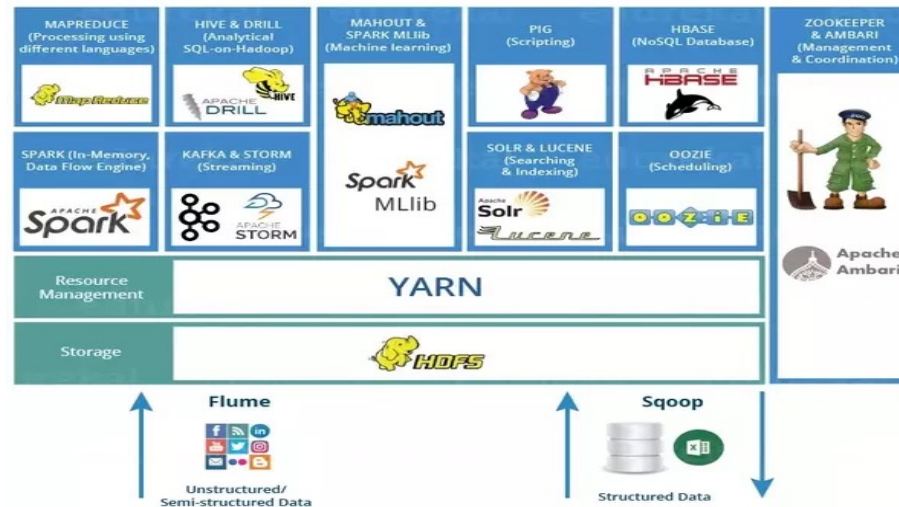 MAPREDUCE
(Processing using
different languages)
Map Reduce
HIVE & DRILL
(Analytical
SQL-on-Hadoop)
HIVE
APACHE
DRILL
MAHOUT &
SPARK MLlib
(Machine learning)
mahout
Spark
MLlib
PIG
(Scripting)
HBASE
(NoSQL Database)
APACHE
HBASE
ZOOKEEPER
& AMBARI
(Management
& Coordination)
Apache
Ambari
SPARK (In-Memory,
Data Flow Engine)
APACHE
Spark
KAFKA & STORM
(Streaming)
APACHE
STORM
SOLR & LUCENE
(Searching
& Indexing)
Apache
Solr
Lucene
OOZIE
(Scheduling)
OOZiE
Resource
Management
YARN
Storage
HDFS
Flume
Unstructured/
Semi-structured Data
Sqoop
Structured Data